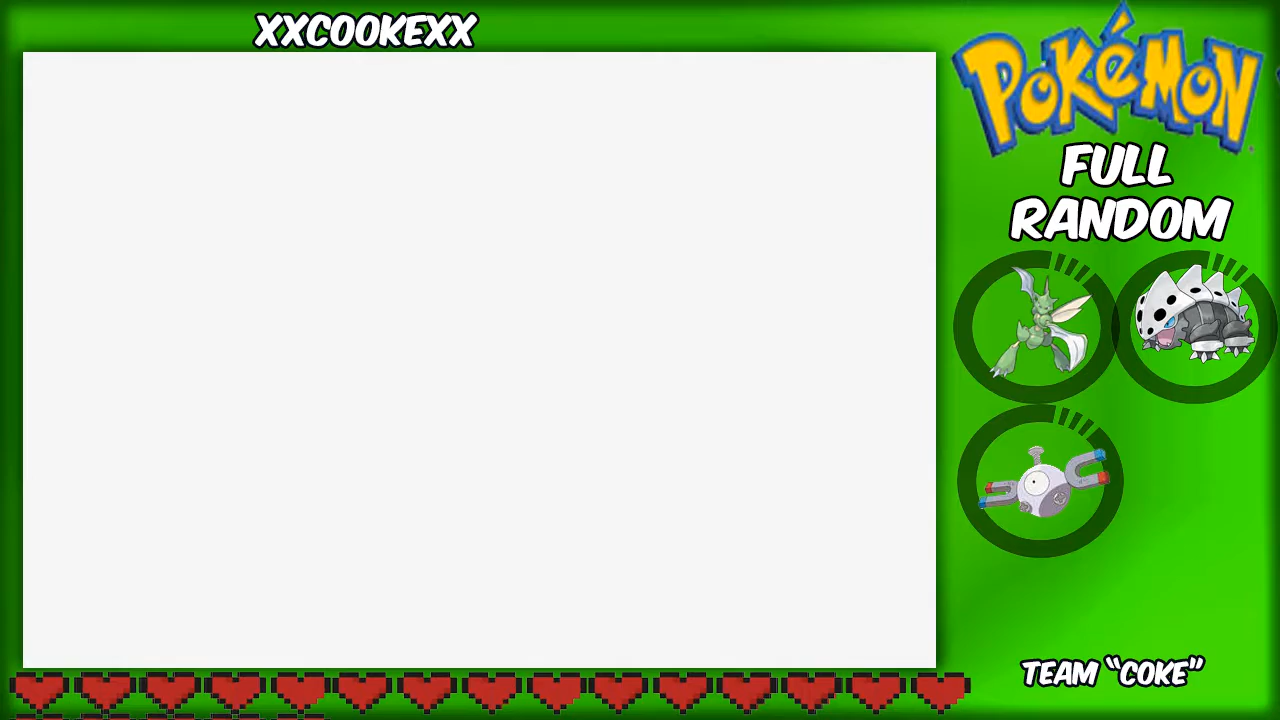 XXCOOKEXX
POKéMON
FULL
RANDOM
TEAM "COKE"